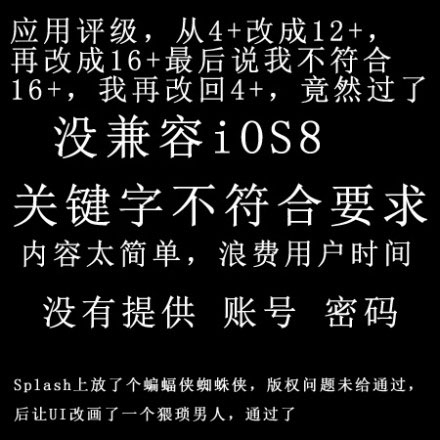 应用评级，从4+改成12+，
再改成16+最后说我不符合
16+，我再改回4+，竟然过了
没兼容iOS8
关键字不符合要求
内容太简单，浪费用户时间
没有提供 账号 密码
Splash上放了个蝙蝠侠蜘蛛侠，版权问题未给通过，
后让UI改画了一个猥琐男人，通过了